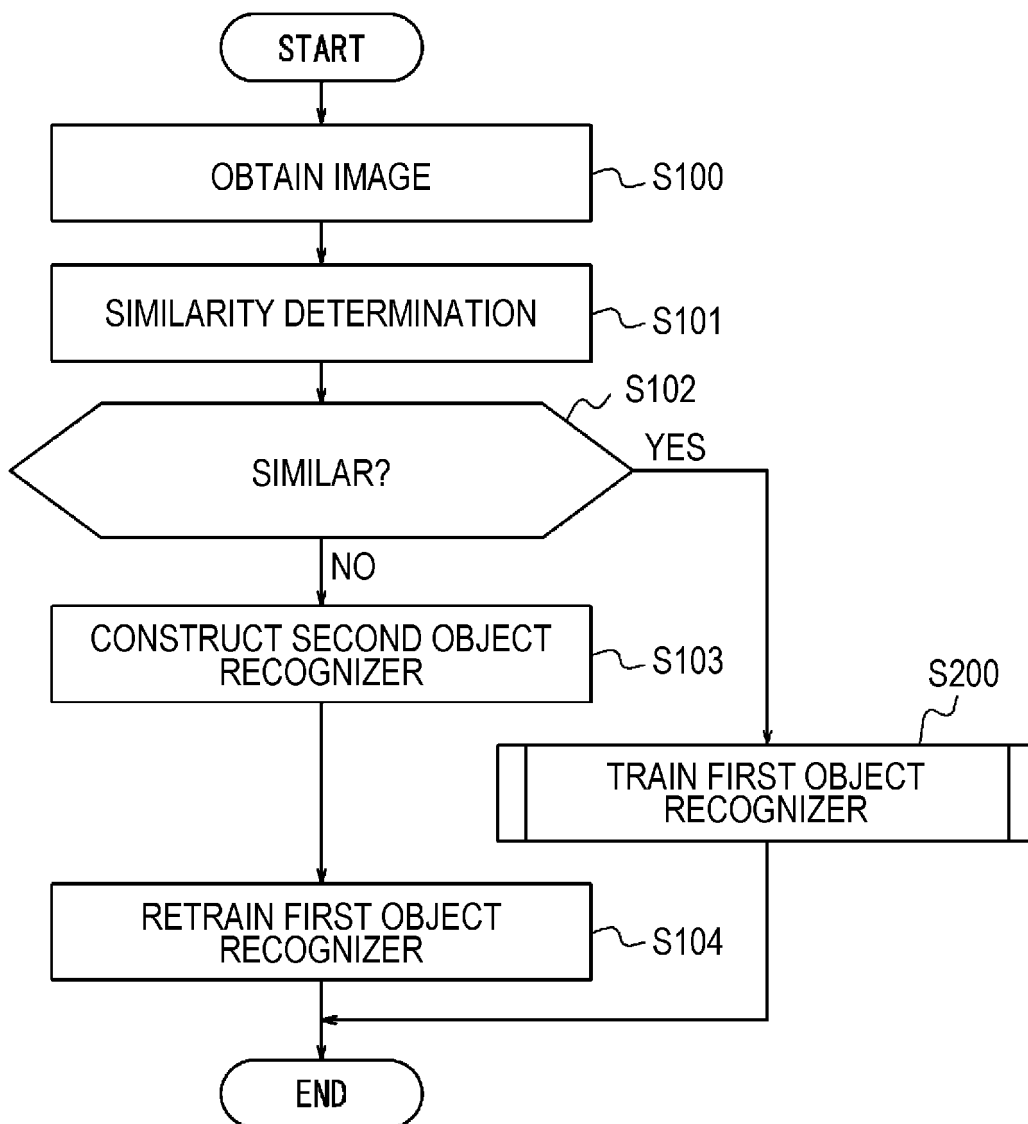 START
OBTAIN IMAGE
S100
SIMILARITY DETERMINATION
S101
S102
SIMILAR?
YES
NO
CONSTRUCT SECOND OBJECT
RECOGNIZER
S103
S200
TRAIN FIRST OBJECT
RECOGNIZER
RETRAIN FIRST OBJECT
RECOGNIZER
S104
END